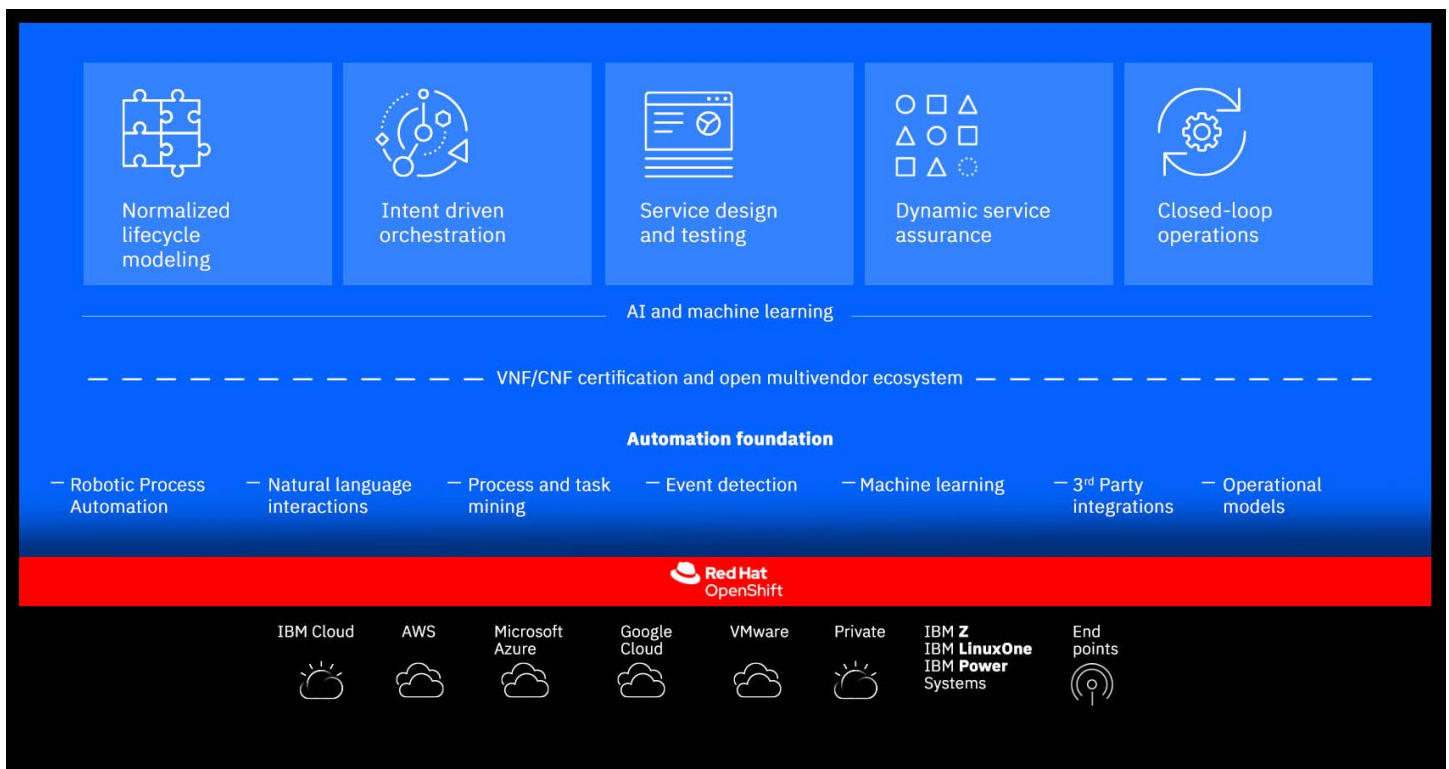 Normalized
lifecycle
modeling
Intent driven
orchestration
Service design
and testing
Dynamic service
assurance
Closed-loop
operations
AI and machine learning
VNF/CNF certification and open multivendor ecosystem
Automation foundation
— Robotic Process
Automation
— Natural language
interactions
— Process and task
mining
— Event detection
— Machine learning
— 3rd Party
integrations
— Operational
models
Red Hat
OpenShift
IBM Cloud
AWS
Microsoft
Azure
Google
Cloud
VMware
Private
IBM Z
IBM LinuxOne
IBM Power
Systems
End
points